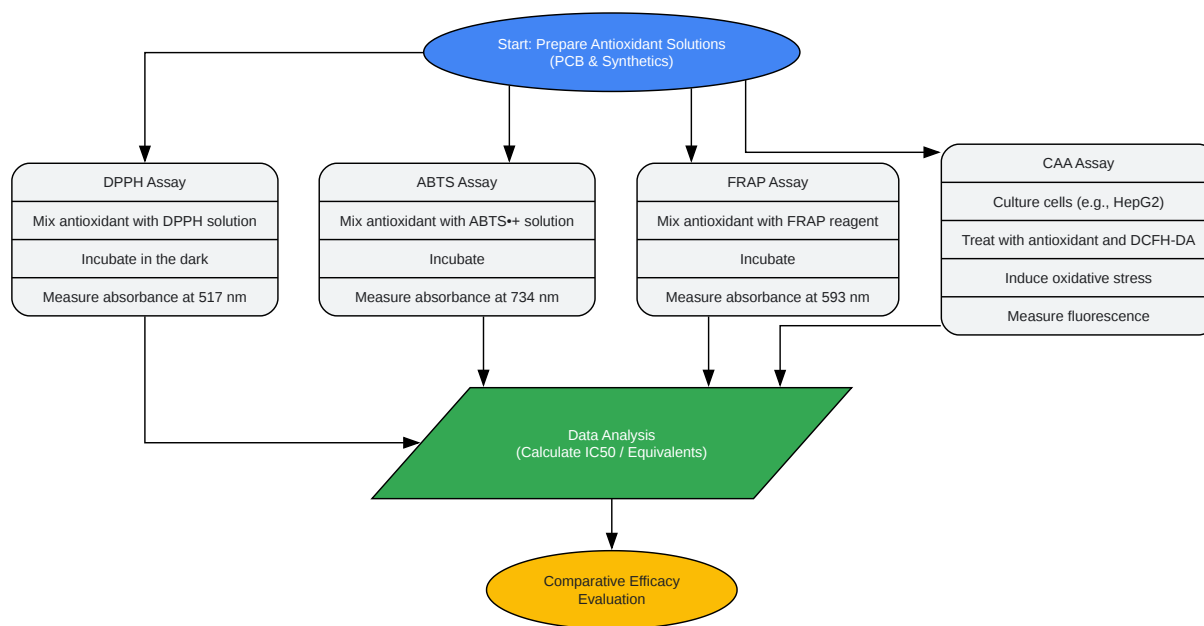 Start: Prepare Antioxidant Solutions
(PCB & Synthetics)
DPPH Assay
Mix antioxidant with DPPH solution
Incubate in the dark
Measure absorbance at 517 nm
ABTS Assay
Mix antioxidant with ABTS•+ solution
Incubate
Measure absorbance at 734 nm
FRAP Assay
Mix antioxidant with FRAP reagent
Incubate
Measure absorbance at 593 nm
CAA Assay
Culture cells (e.g., HepG2)
Treat with antioxidant and DCFH-DA
Induce oxidative stress
Measure fluorescence
Data Analysis
(Calculate IC50 / Equivalents)
Comparative Efficacy
Evaluation